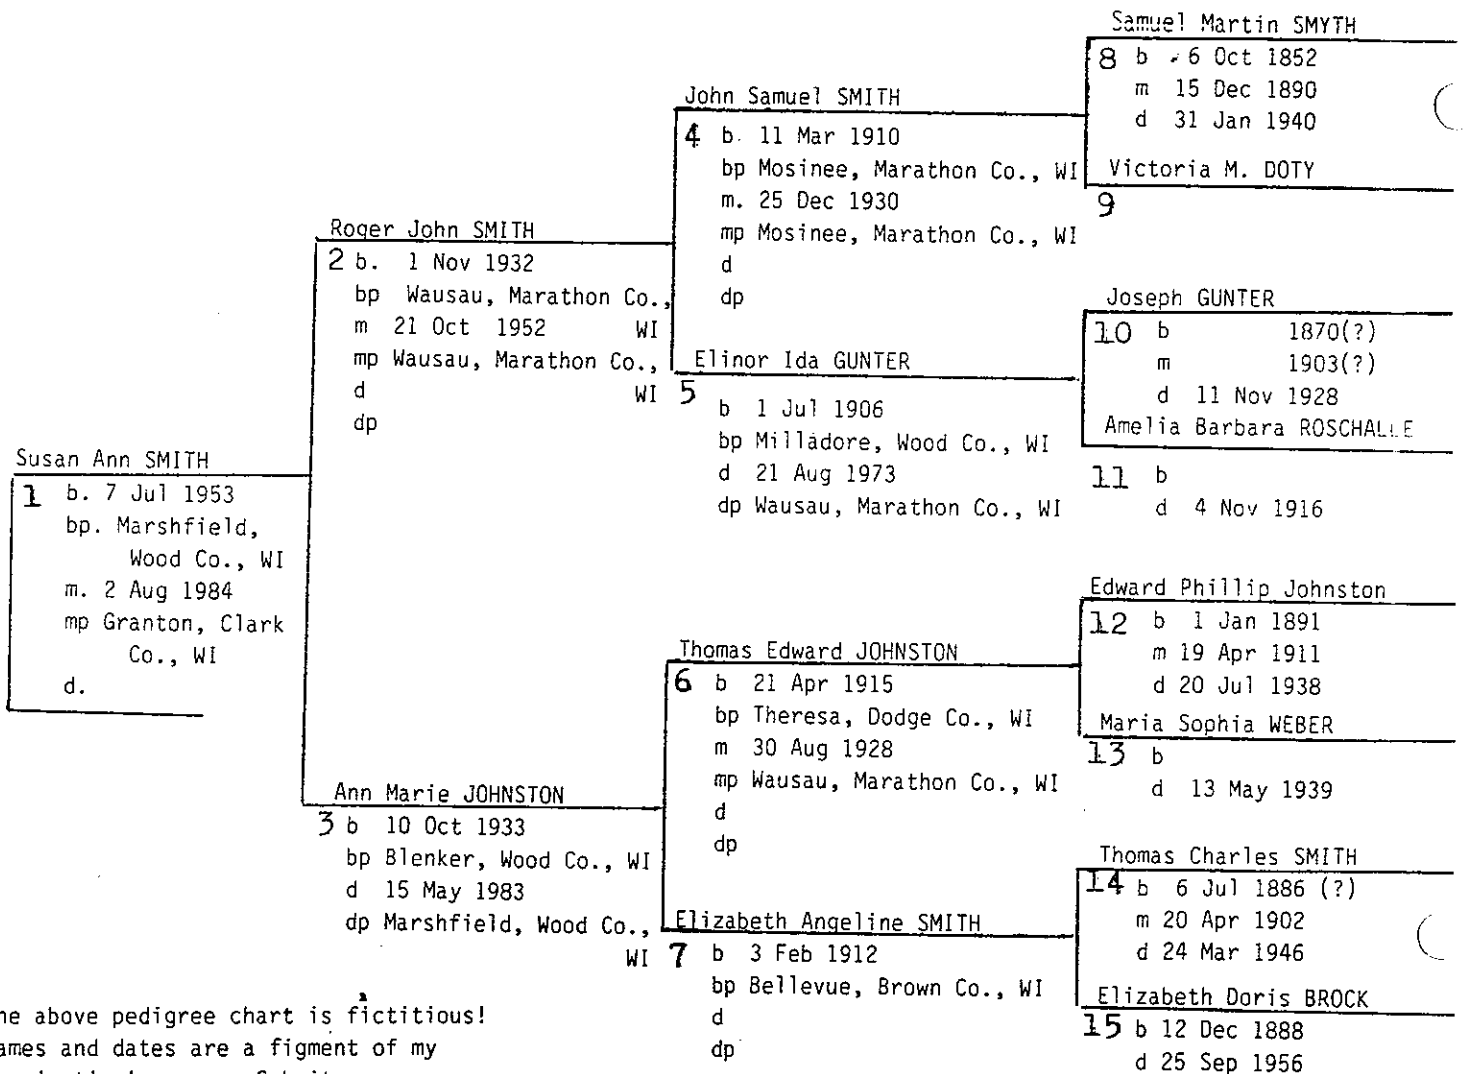 Susan Ann SMITH
1 b. 7 Jul 1953
bp. Marshfield,
Wood Co., WI
m. 2 Aug 1984
mp Granton, Clark
Co., WI
d.
Roger John SMITH
2 b. 1 Nov 1932
bp Wausau, Marathon Co.,
WI
m 21 Oct 1952
mp Wausau, Marathon Co.,
WI
d
dp
Ann Marie JOHNSTON
3 b 10 Oct 1933
bp Blenker, Wood Co., WI
d 15 May 1983
dp Marshfield, Wood Co.,
WI
John Samuel SMITH
4 b. 11 Mar 1910
bp Mosinee, Marathon Co., WI
m. 25 Dec 1930
mp Mosinee, Marathon Co., WI
d
dp
Elinor Ida GUNTER
5
b 1 Jul 1906
bp Milladore, Wood Co., WI
d 21 Aug 1973
dp Wausau, Marathon Co., WI
Thomas Edward JOHNSTON
6 b 21 Apr 1915
bp Theresa, Dodge Co., WI
m 30 Aug 1928
mp Wausau, Marathon Co., WI
d
dp
Elizabeth Angeline SMITH
7 b 3 Feb 1912
bp Bellevue, Brown Co., WI
d
dp
Samuel Martin SMYTH
8 b 6 Oct 1852
m 15 Dec 1890
d 31 Jan 1940
Victoria M. DOTY
9
Joseph GUNTER
10 b 1870(?)
m 1903(?)
d 11 Nov 1928
Amelia Barbara ROSCHALLE
11 b
d 4 Nov 1916
Edward Phillip Johnston
12 b 1 Jan 1891
m 19 Apr 1911
d 20 Jul 1938
Maria Sophia WEBER
13 b
d 13 May 1939
Thomas Charles SMITH
14 b 6 Jul 1886 (?)
m 20 Apr 1902
d 24 Mar 1946
Elizabeth Doris BROCK
15 b 12 Dec 1888
d 25 Sep 1956
he above pedigree chart is fictitious!
ames and dates are a figment of my